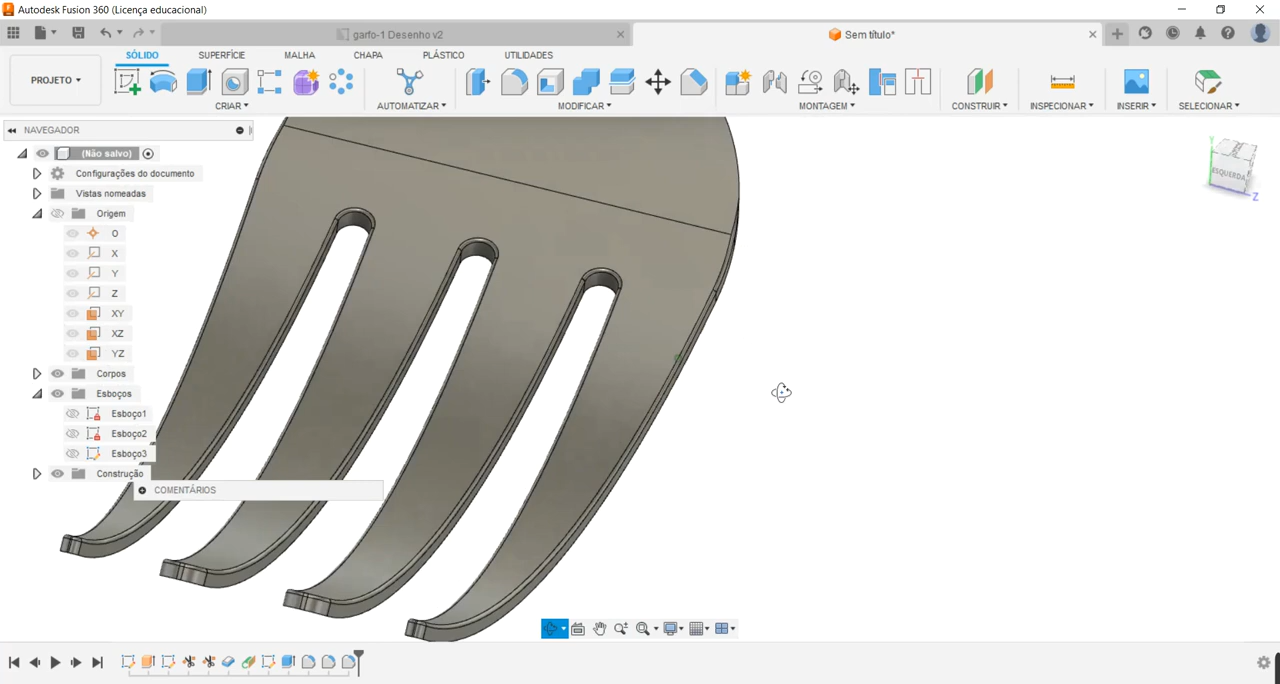 Autodesk Fusion 360 (Licença educacional)
garfo-1 Desenho v2
Sem título*
PROJETO
SÓLIDO
SUPERFÍCIE
MALHA
CHAPA
PLÁSTICO
UTILIDADES
CRIAR
AUTOMATIZAR
MODIFICAR
MONTAGEM
CONSTRUIR
INSPECIONAR
INSERIR
SELECIONAR
NAVEGADOR
(Não salvo)
Configurações do documento
Vistas nomeadas
Origem
O
X
Y
Z
XY
XZ
YZ
Corpos
Esboços
Esboço1
Esboço2
Esboço3
Construção
COMENTÁRIOS
Y
ESQUERDA
Z